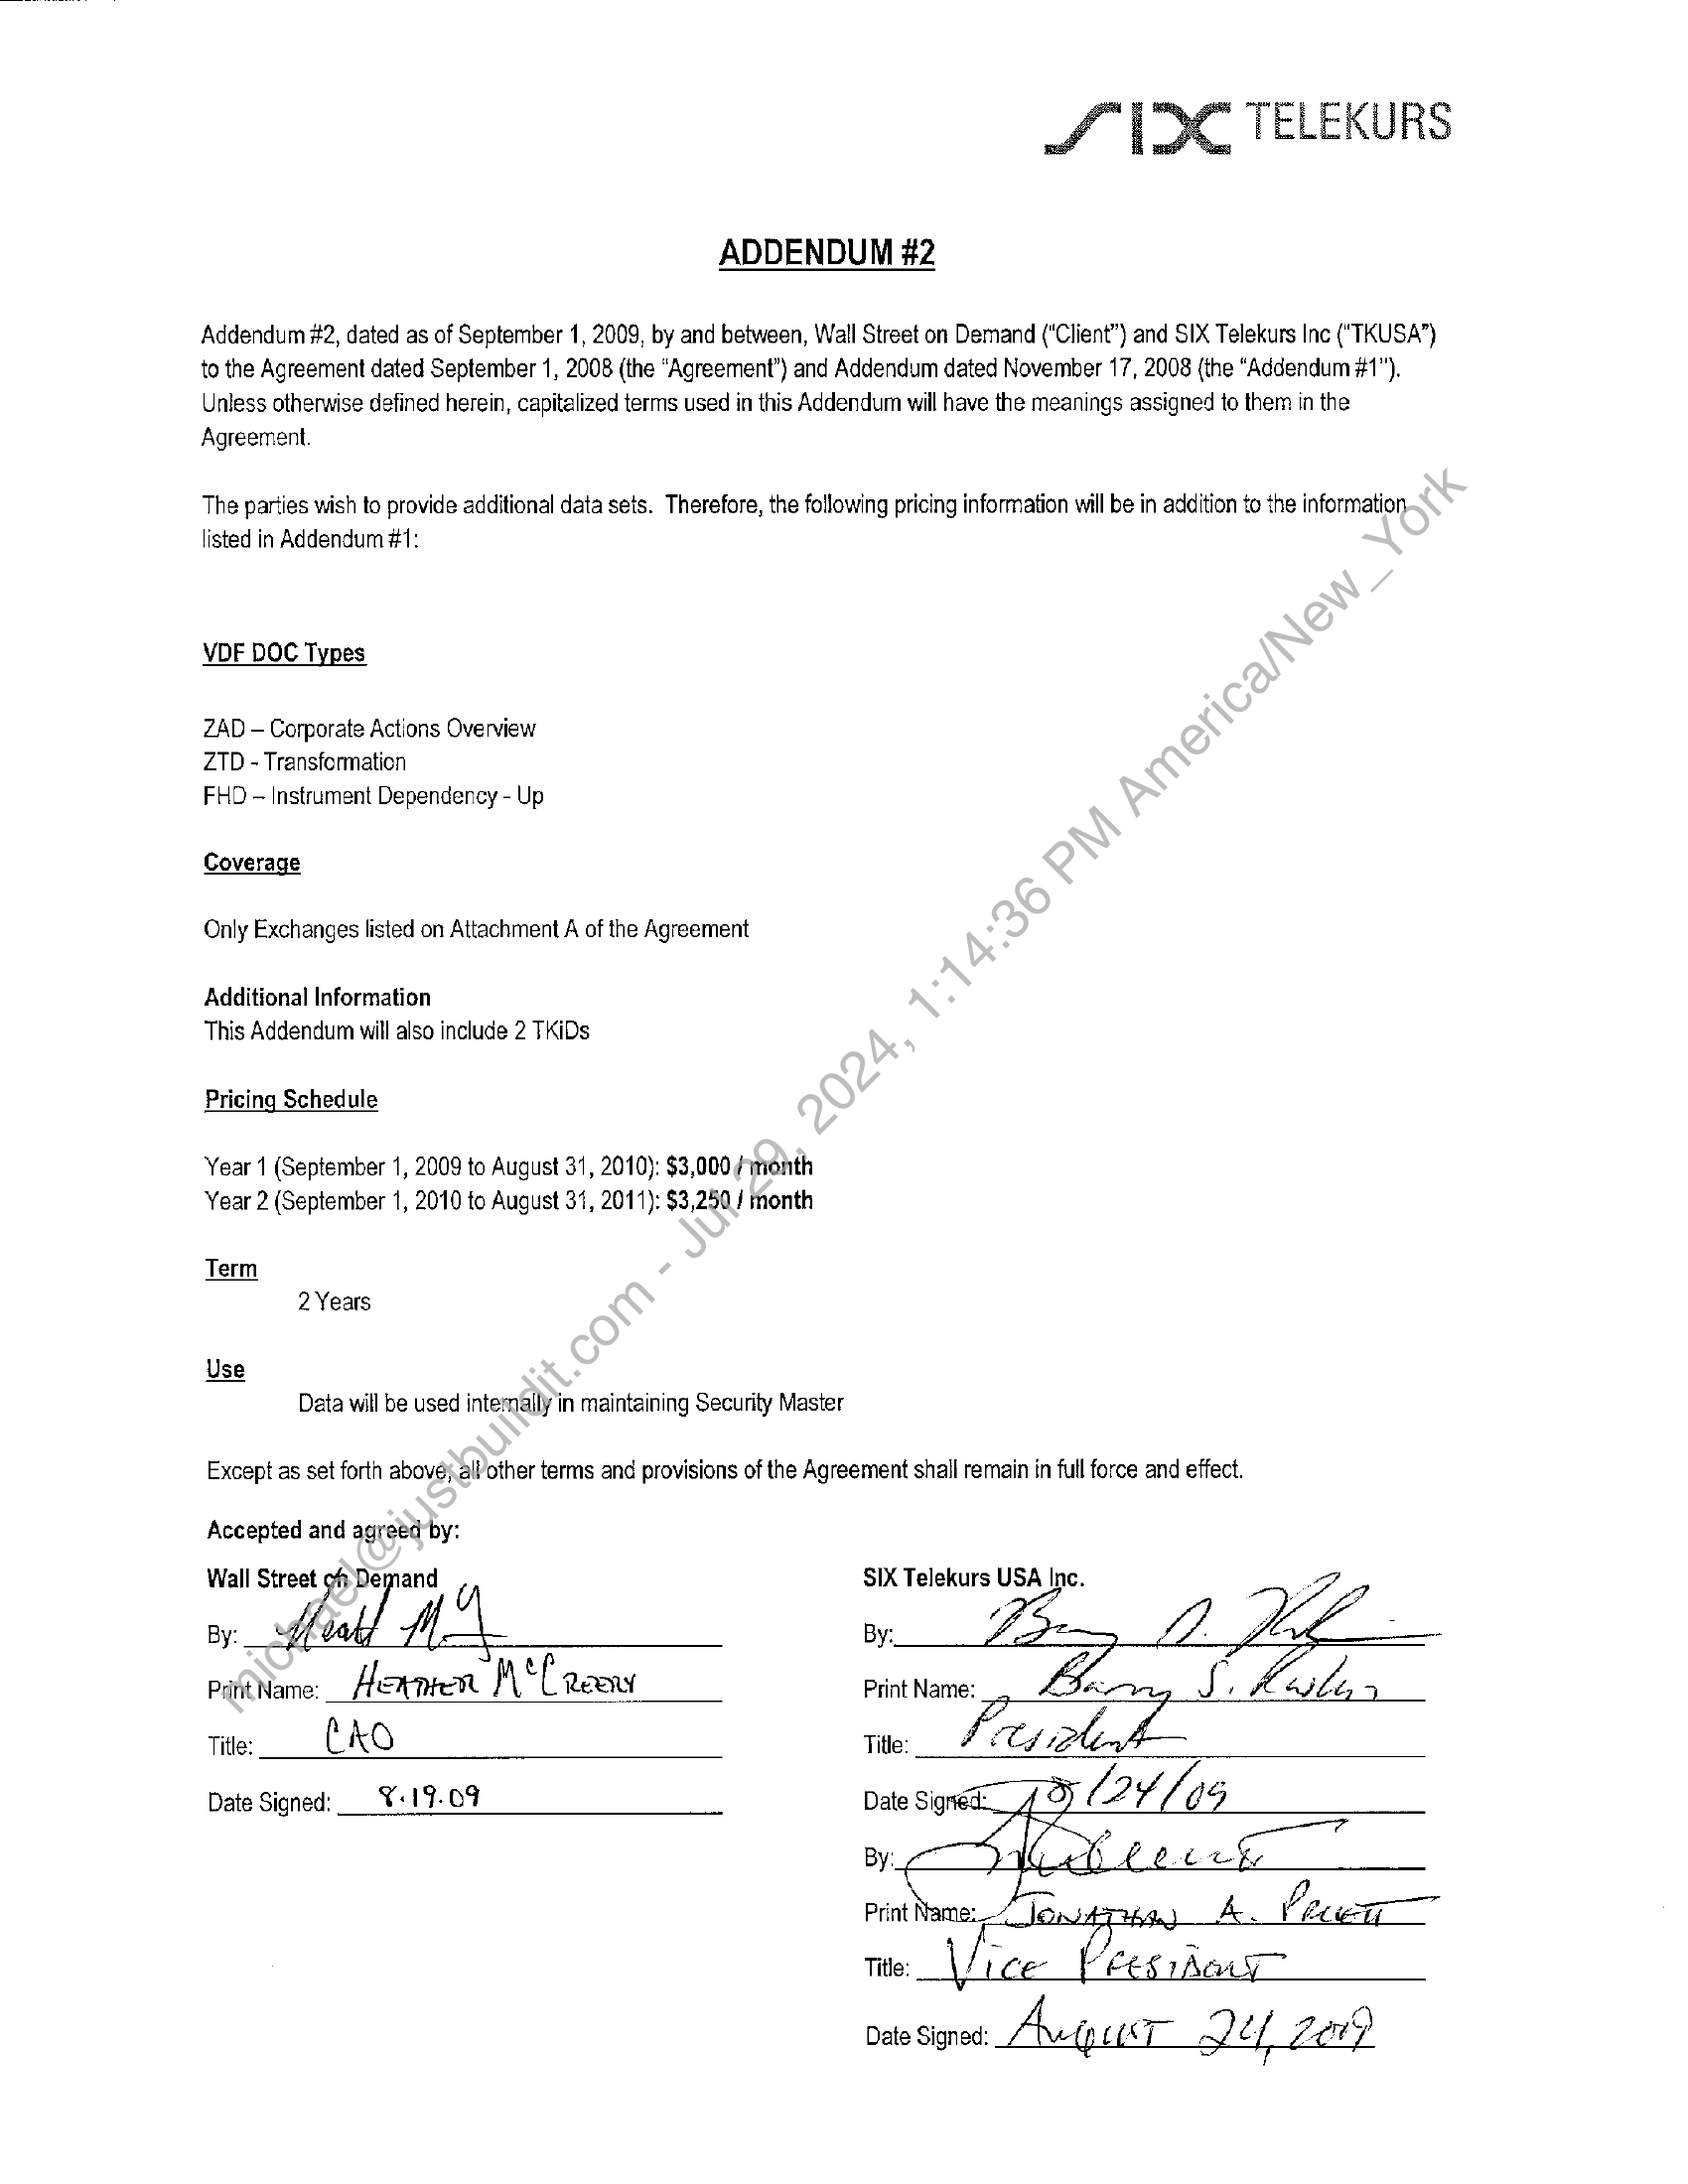 SIX TELEKURS
ADDENDUM #2
Addendum #2, dated as of September 1, 2009, by and between, Wall Street on Demand ("Client") and SIX Telekurs Inc ("TKUSA")
to the Agreement dated September 1, 2008 (the "Agreement") and Addendum dated November 17, 2008 (the "Addendum #1").
Unless otherwise defined herein, capitalized terms used in this Addendum will have the meanings assigned to them in the
Agreement.
The parties wish to provide additional data sets. Therefore, the following pricing information will be in addition to the information
listed in Addendum #1:
VDF DOC Types
ZAD – Corporate Actions Overview
ZTD - Transformation
FHD – Instrument Dependency - Up
Coverage
Only Exchanges listed on Attachment A of the Agreement
Additional Information
This Addendum will also include 2 TKiDs
Pricing Schedule
Year 1 (September 1, 2009 to August 31, 2010): $3,000 / month
Year 2 (September 1, 2010 to August 31, 2011): $3,250 / month
Term
2 Years
Use
Data will be used internally in maintaining Security Master
Except as set forth above, all other terms and provisions of the Agreement shall remain in full force and effect.
Accepted and agreed by:
Wall Street on Demand
By:
Print Name: HEATHER McCREERY
Title: CAO
Date Signed: 8.19.09
SIX Telekurs USA Inc.
By:
Print Name: Barry S.
Title: President
Date Signed: 8/24/09
By:
Print Name: JONATHAN A.
Title: VICE PRESIDENT
Date Signed: AUGUST 24, 2009
michael@justbuildit.com - Jul 29, 2024, 1:14:36 PM America/New_York